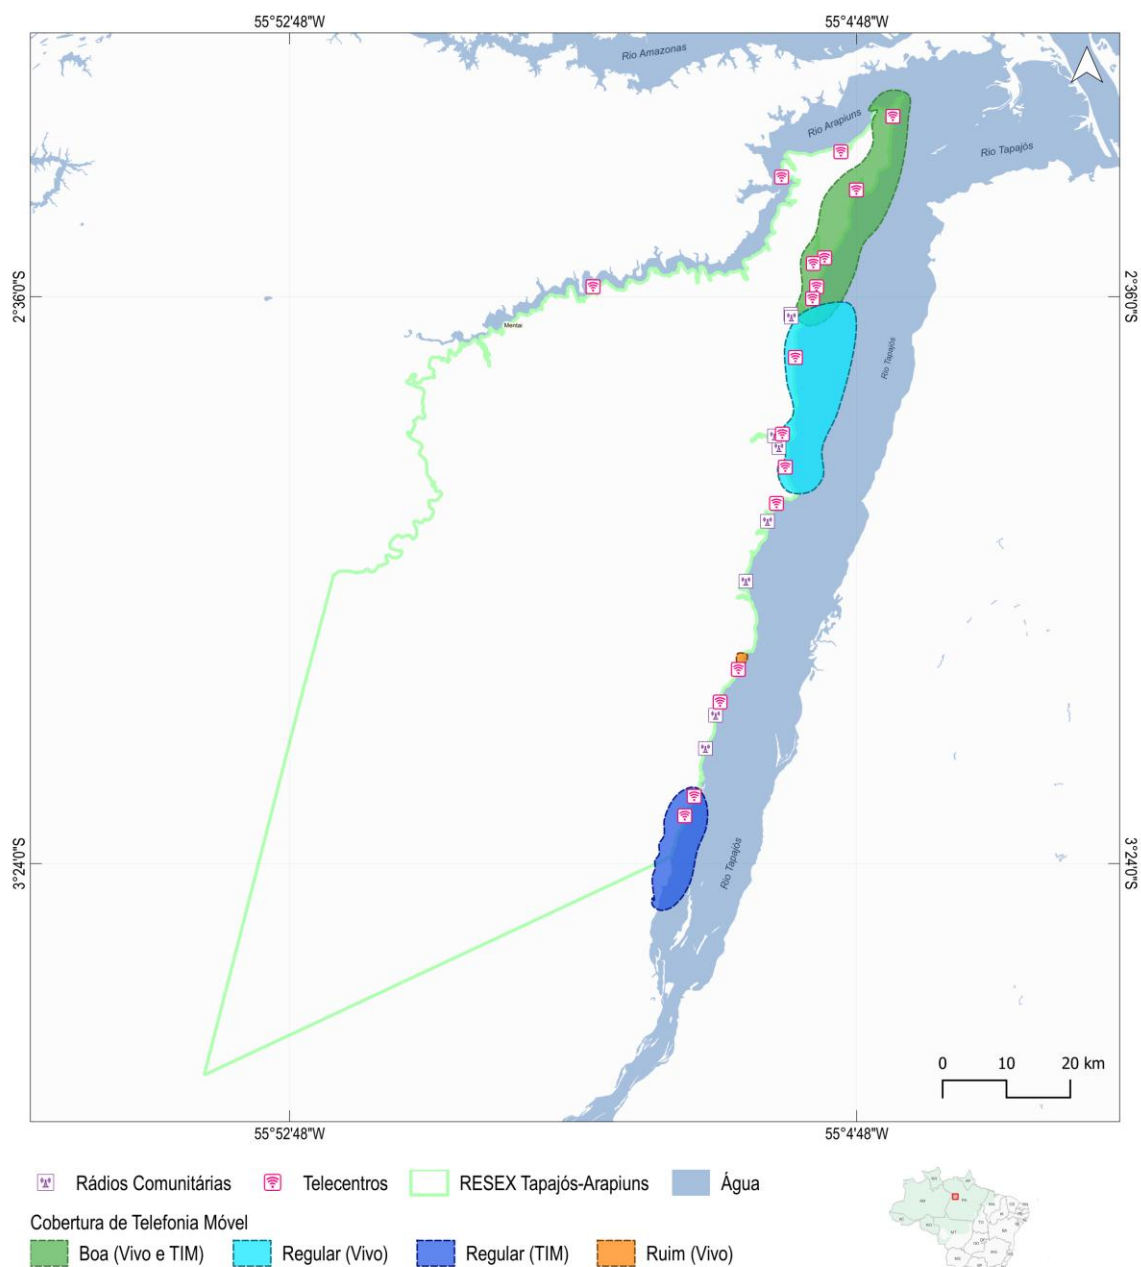 55°52'48"W 55°4'48"W
Rio Amazonas
Rio Arapiuns
Rio Tapajós
2°36'0"S 2°36'0"S
Mentai
Rio Tapajós
3°24'0"S 3°24'0"S
Rio Tapajós
0 10 20 km
55°52'48"W 55°4'48"W
Rádios Comunitárias Telecentros RESEX Tapajós-Arapiuns Água
Cobertura de Telefonia Móvel
Boa (Vivo e TIM) Regular (Vivo) Regular (TIM) Ruim (Vivo)